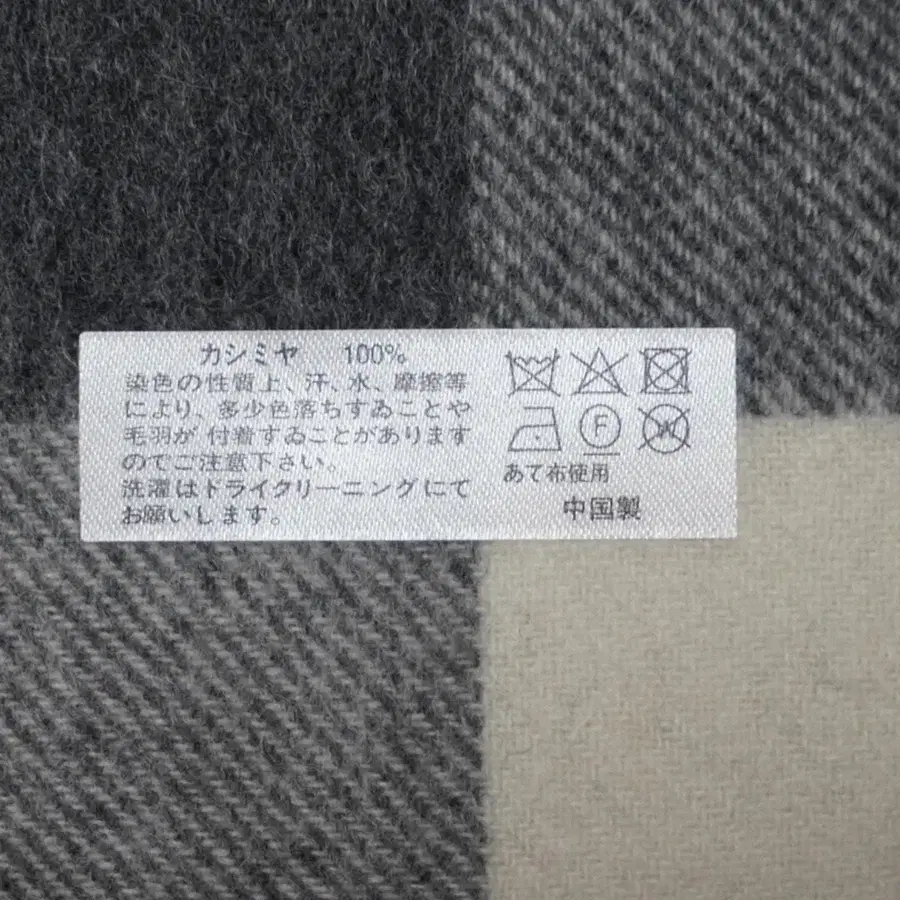 カシミヤ 100%
染色の性質上、汗、水、摩擦等
により、多少色落ちすゐことや
毛羽が 付着すゐことがあります
のでご注意下さい。
洗濯はドライクリーニングにて
お願いします。
F
W
あて布使用
中国製